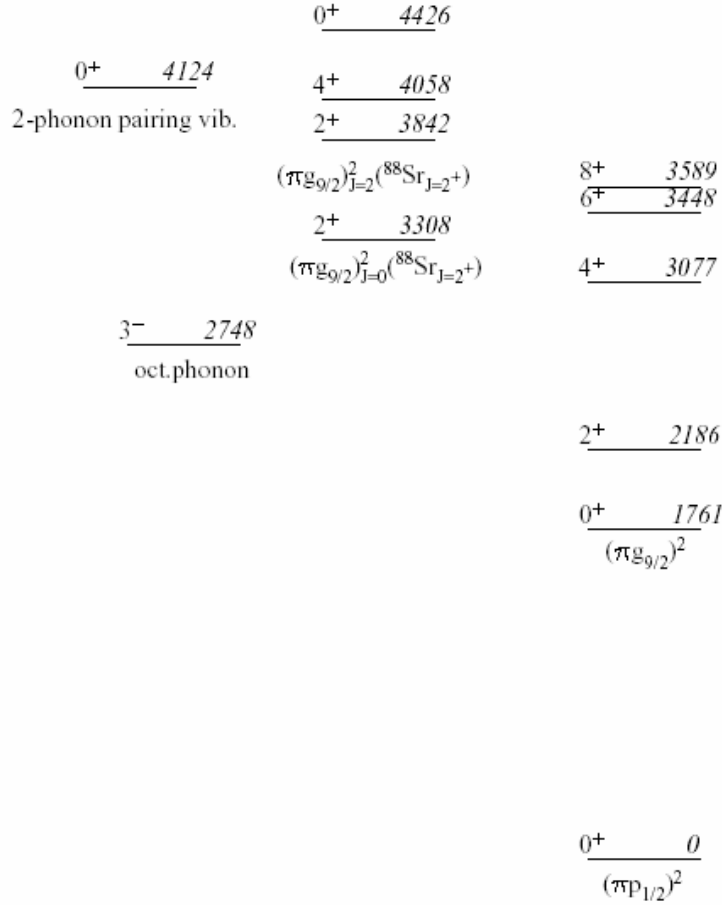 0+ 4426
0+ 4124
4+ 4058
2-phonon pairing vib.
2+ 3842
(πg9/2)²J=2(88SrJ=2+)
8+ 3589
6+ 3448
2+ 3308
(πg9/2)²J=0(88SrJ=2+)
4+ 3077
3− 2748
oct.phonon
2+ 2186
0+ 1761
(πg9/2)²
0+ 0
(πp1/2)²